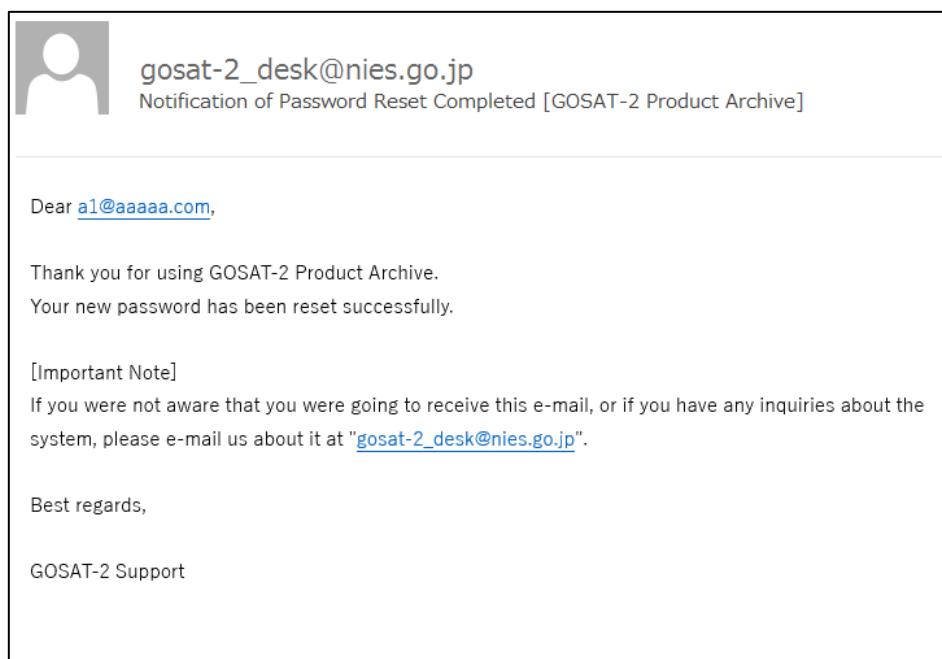 gosat-2_desk@nies.go.jp
Notification of Password Reset Completed [GOSAT-2 Product Archive]
Dear a1@aaaaa.com,
Thank you for using GOSAT-2 Product Archive.
Your new password has been reset successfully.
[Important Note]
If you were not aware that you were going to receive this e-mail, or if you have any inquiries about the
system, please e-mail us about it at "gosat-2_desk@nies.go.jp".
Best regards,
GOSAT-2 Support